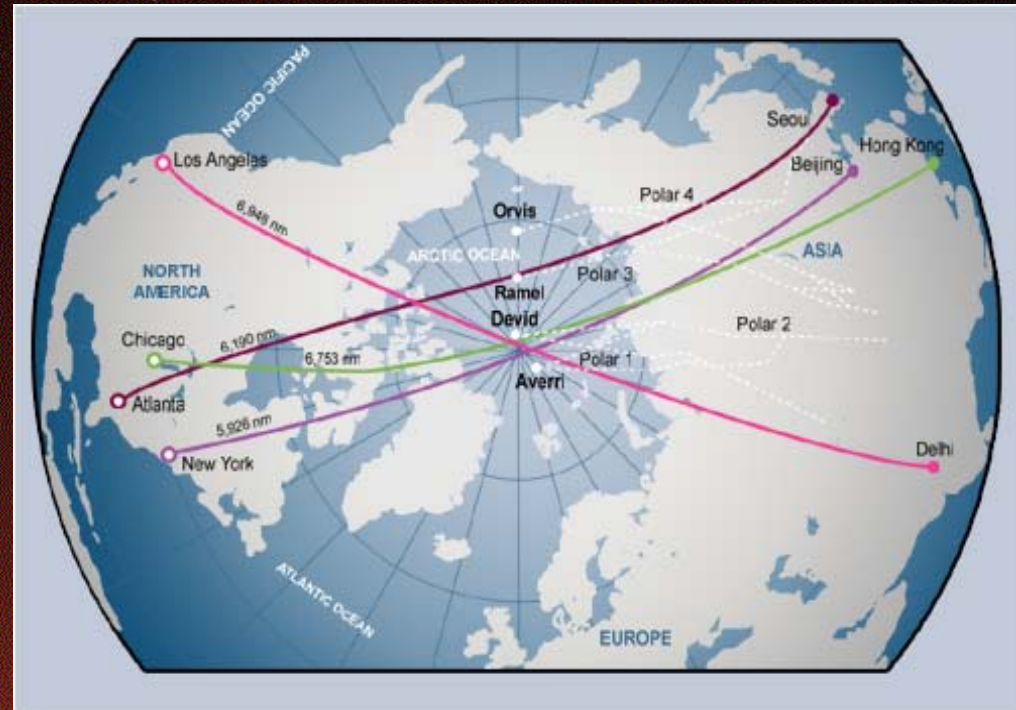 PACIFIC OCEAN
Los Angeles
Seoul
Beijing
Hong Kong
Polar 4
6,948 nm
Orvis
ARCTIC OCEAN
ASIA
NORTH
AMERICA
Polar 3
Ramel
Devid
Polar 2
Chicago
6,190 nm
6,753 nm
Polar 1
Averri
Atlanta
5,926 nm
New York
Delhi
ATLANTIC OCEAN
EUROPE